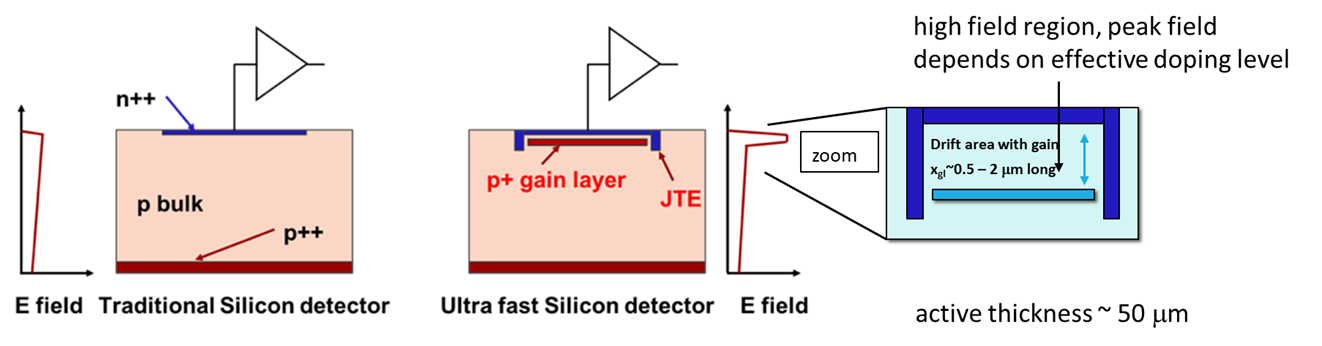 high field region, peak field
depends on effective doping level
n++
p bulk
p++
E field
Traditional Silicon detector
p+ gain layer
JTE
Ultra fast Silicon detector
E field
zoom
Drift area with gain
xgl~0.5 – 2 μm long
active thickness ~ 50 μm